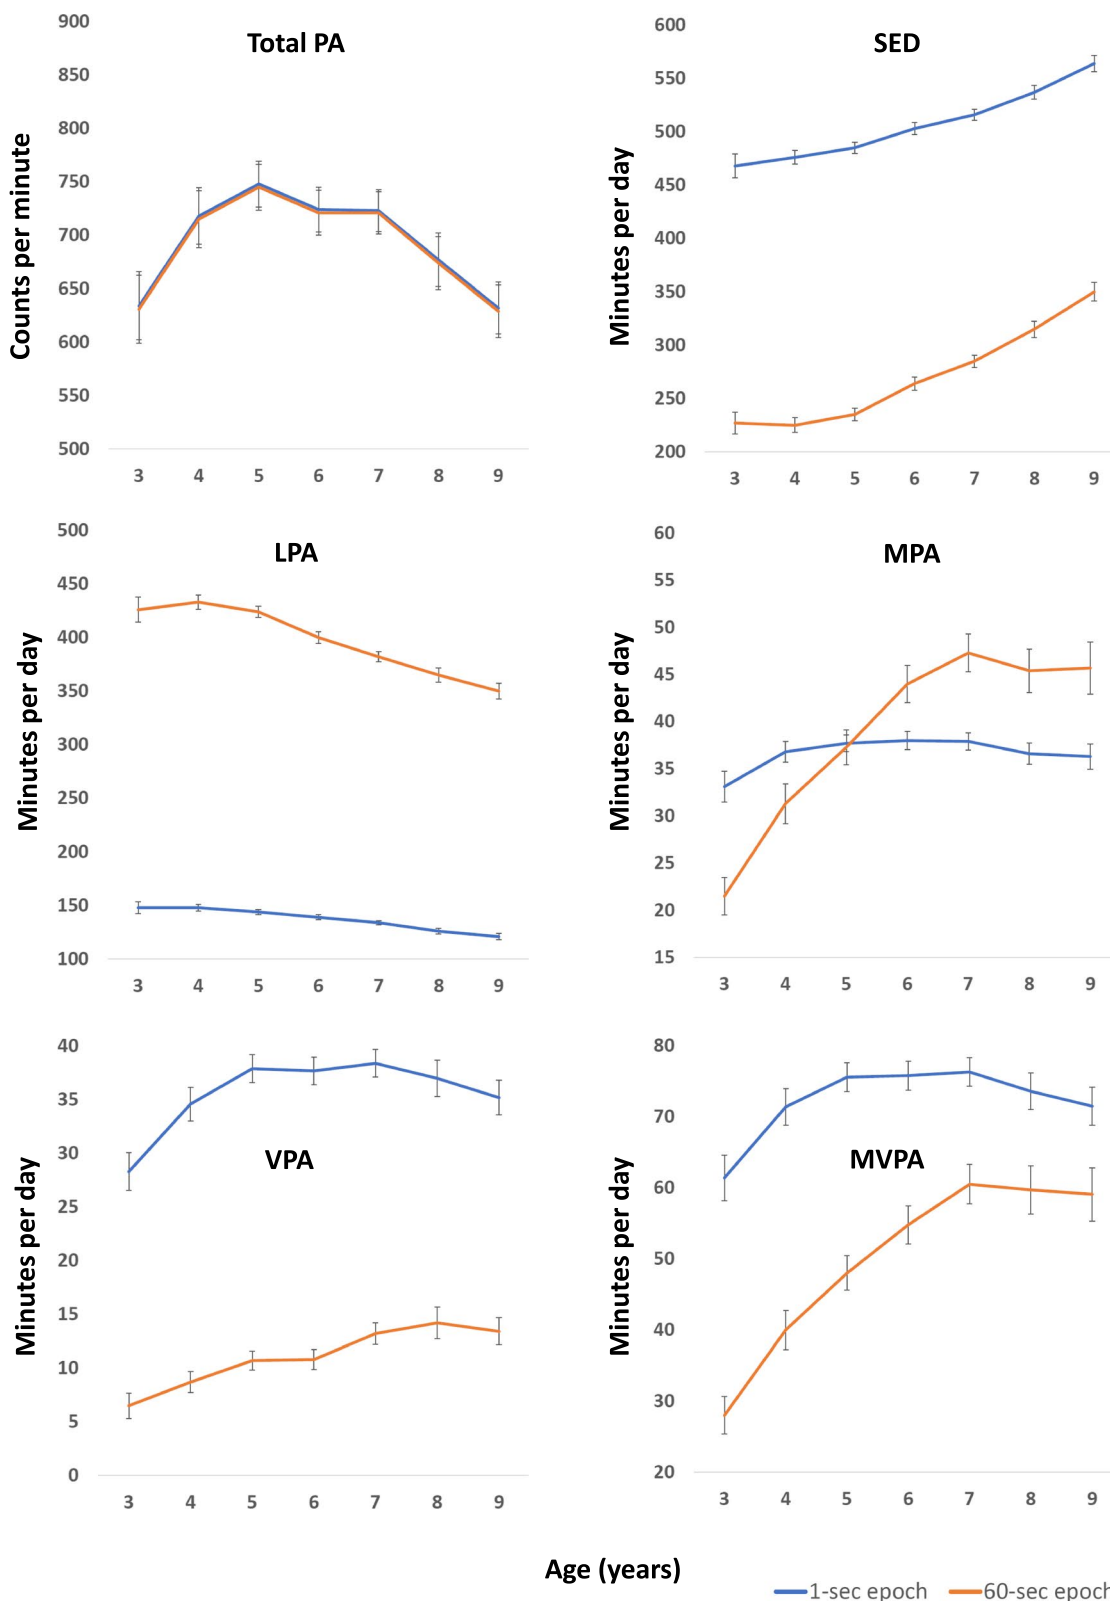 Total PA
Counts per minute
900
850
800
750
700
650
600
550
500
3 4 5 6 7 8 9
SED
Minutes per day
600
550
500
450
400
350
300
250
200
3 4 5 6 7 8 9
LPA
Minutes per day
500
450
400
350
300
250
200
150
100
3 4 5 6 7 8 9
MPA
Minutes per day
60
55
50
45
40
35
30
25
20
15
3 4 5 6 7 8 9
VPA
Minutes per day
40
35
30
25
20
15
10
5
0
3 4 5 6 7 8 9
MVPA
Minutes per day
80
70
60
50
40
30
20
3 4 5 6 7 8 9
Age (years)
1-sec epoch 60-sec epoch